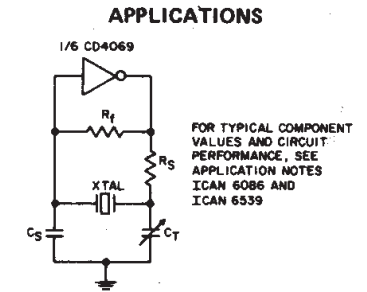 APPLICATIONS
1/6 CD4069
Rf
RS
XTAL
CS
CT
FOR TYPICAL COMPONENT
VALUES AND CIRCUIT
PERFORMANCE, SEE
APPLICATION NOTES
ICAN 6086 AND
ICAN 6539